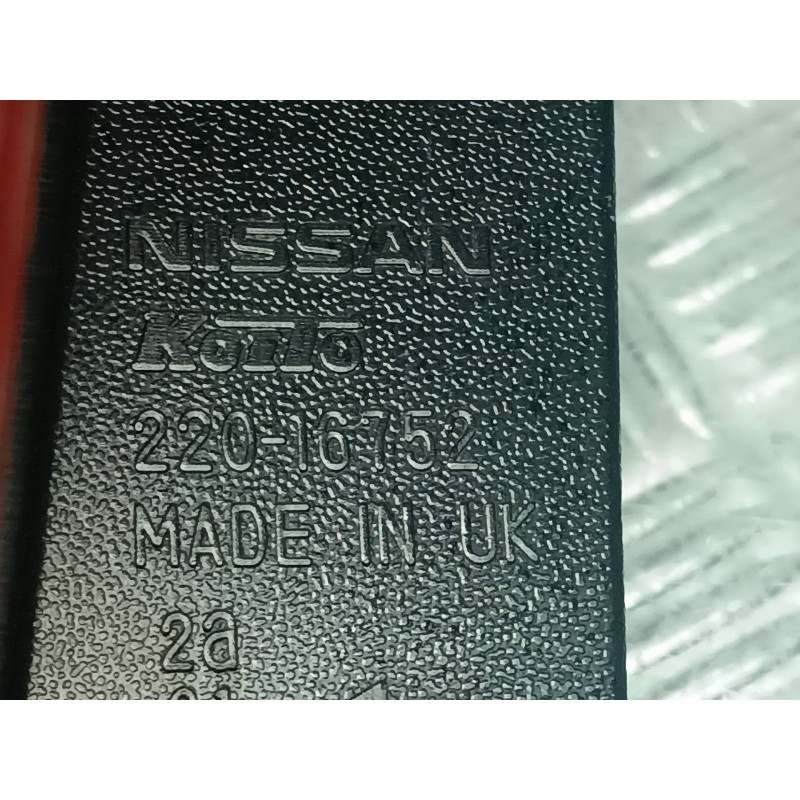 NISSAN
Koito
220-16752
MADE IN UK
2a